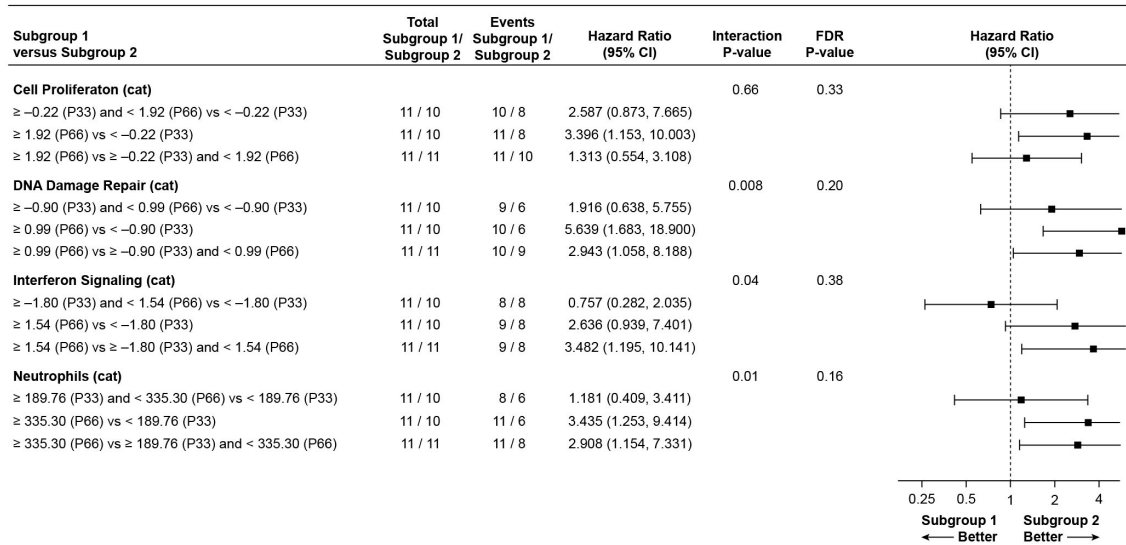 Subgroup 1 versus Subgroup 2 Total Subgroup 1/ Subgroup 2 Events Subgroup 1/ Subgroup 2 Hazard Ratio (95% CI) Interaction P-value FDR P-value Hazard Ratio (95% CI)
Cell Proliferaton (cat) 0.66 0.33
≥ –0.22 (P33) and < 1.92 (P66) vs < –0.22 (P33) 11 / 10 10 / 8 2.587 (0.873, 7.665)
≥ 1.92 (P66) vs < –0.22 (P33) 11 / 10 11 / 8 3.396 (1.153, 10.003)
≥ 1.92 (P66) vs ≥ –0.22 (P33) and < 1.92 (P66) 11 / 11 11 / 10 1.313 (0.554, 3.108)
DNA Damage Repair (cat) 0.008 0.20
≥ –0.90 (P33) and < 0.99 (P66) vs < –0.90 (P33) 11 / 10 9 / 6 1.916 (0.638, 5.755)
≥ 0.99 (P66) vs < –0.90 (P33) 11 / 10 10 / 6 5.639 (1.683, 18.900)
≥ 0.99 (P66) vs ≥ –0.90 (P33) and < 0.99 (P66) 11 / 11 10 / 9 2.943 (1.058, 8.188)
Interferon Signaling (cat) 0.04 0.38
≥ –1.80 (P33) and < 1.54 (P66) vs < –1.80 (P33) 11 / 10 8 / 8 0.757 (0.282, 2.035)
≥ 1.54 (P66) vs < –1.80 (P33) 11 / 10 9 / 8 2.636 (0.939, 7.401)
≥ 1.54 (P66) vs ≥ –1.80 (P33) and < 1.54 (P66) 11 / 11 9 / 8 3.482 (1.195, 10.141)
Neutrophils (cat) 0.01 0.16
≥ 189.76 (P33) and < 335.30 (P66) vs < 189.76 (P33) 11 / 10 8 / 6 1.181 (0.409, 3.411)
≥ 335.30 (P66) vs < 189.76 (P33) 11 / 10 11 / 6 3.435 (1.253, 9.414)
≥ 335.30 (P66) vs ≥ 189.76 (P33) and < 335.30 (P66) 11 / 11 11 / 8 2.908 (1.154, 7.331)
0.25 0.5 1 2 4
Subgroup 1 Subgroup 2
Better Better